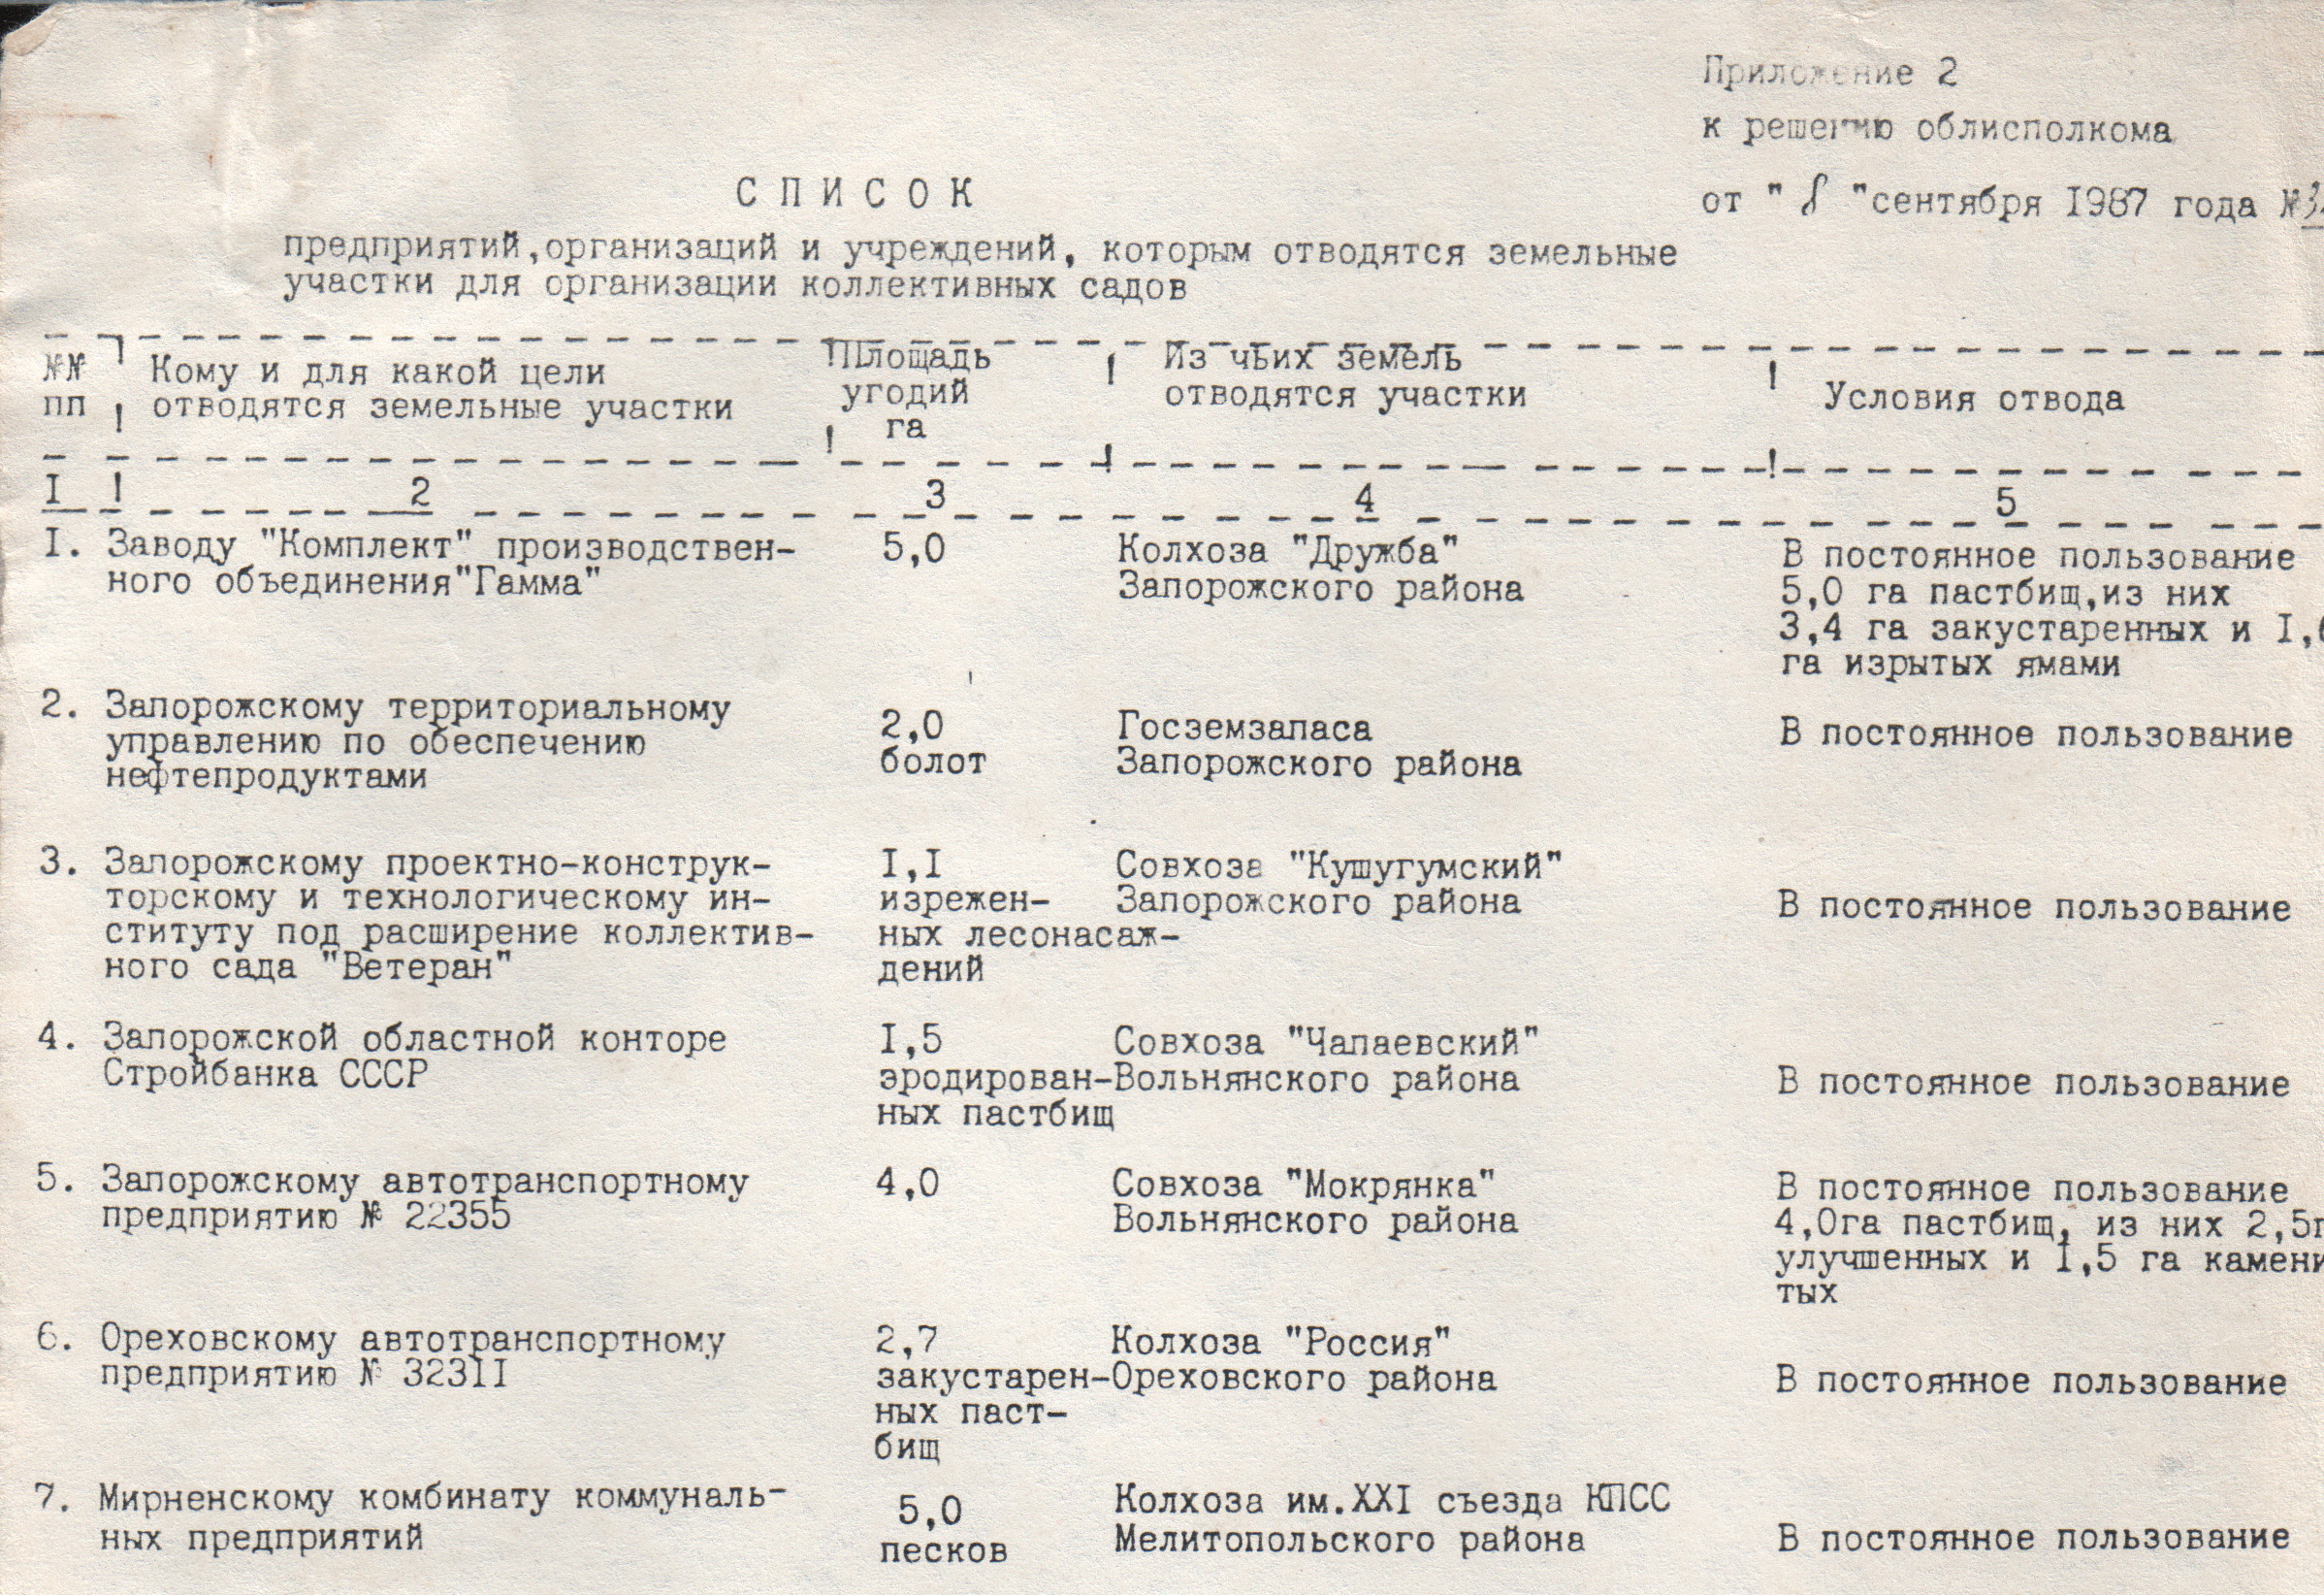 Приложение 2
к решению облисполкома
от " 8 "сентября 1987 года №3
С П И С О К
предприятий,организаций и учреждений, которым отводятся земельные
участки для организации коллективных садов
№№ ! Кому и для какой цели ! Площадь ! Из чьих земель ! Условия отвода
пп ! отводятся земельные участки ! угодий отводятся участки
га
I ! 2 3 4 5
I. Заводу "Комплект" производствен- 5,0 Колхоза "Дружба" В постоянное пользование
ного объединения"Гамма" Запорожского района 5,0 га пастбищ,из них
3,4 га закустаренных и I,
га изрытых ямами
2. Запорожскому территориальному 2,0 Госземзапаса В постоянное пользование
управлению по обеспечению болот Запорожского района
нефтепродуктами
3. Запорожскому проектно-конструк- I,I Совхоза "Кушугумский"
торскому и технологическому ин- изрежен- Запорожского района В постоянное пользование
ституту под расширение коллектив- ных лесонасаж-
ного сада "Ветеран" дений
4. Запорожской областной конторе I,5 Совхоза "Чапаевский"
Стройбанка СССР эродирован- Вольнянского района В постоянное пользование
ных пастбищ
5. Запорожскому автотранспортному 4,0 Совхоза "Мокрянка" В постоянное пользование
предприятию № 22355 Вольнянского района 4,0га пастбищ, из них 2,5г
улучшенных и I,5 га камени
тых
6. Ореховскому автотранспортному 2,7 Колхоза "Россия"
предприятию № 323II закустарен- Ореховского района В постоянное пользование
ных паст-
бищ
7. Мирненскому комбинату коммуналь- 5,0 Колхоза им.XXI съезда КПСС
ных предприятий песков Мелитопольского района В постоянное пользование